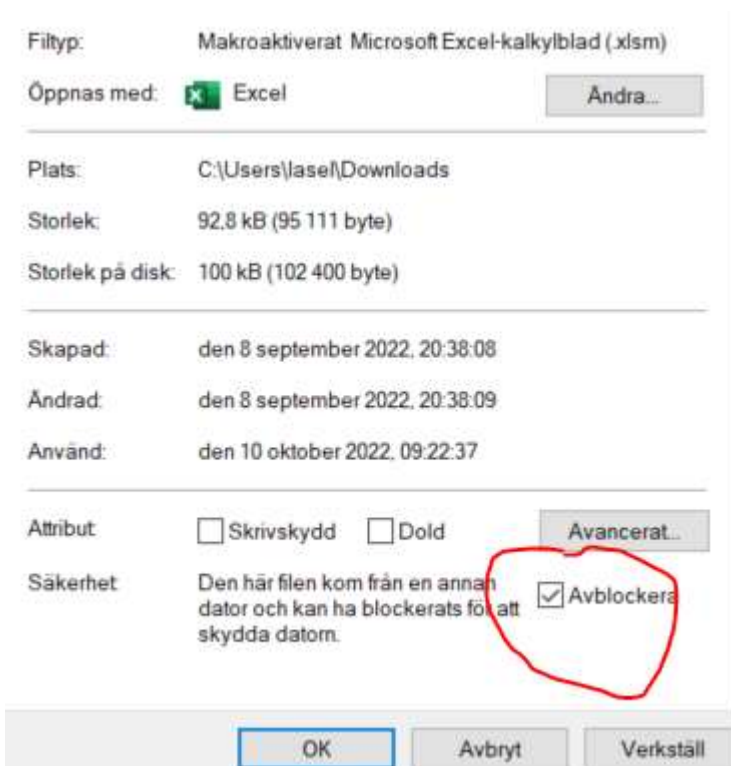 Filtyp: Makroaktiverat Microsoft Excel-kalkylblad (.xlsm)
Öppnas med: Excel Ändra...
Plats: C:\Users\lasel\Downloads
Storlek: 92,8 kB (95 111 byte)
Storlek på disk: 100 kB (102 400 byte)
Skapad: den 8 september 2022, 20:38:08
Ändrad: den 8 september 2022, 20:38:09
Använd: den 10 oktober 2022, 09:22:37
Attribut: Skrivskydd Dold Avancerat...
Säkerhet: Den här filen kom från en annan Avblockera
dator och kan ha blockerats för att
skydda datorn.
OK Avbryt Verkställ